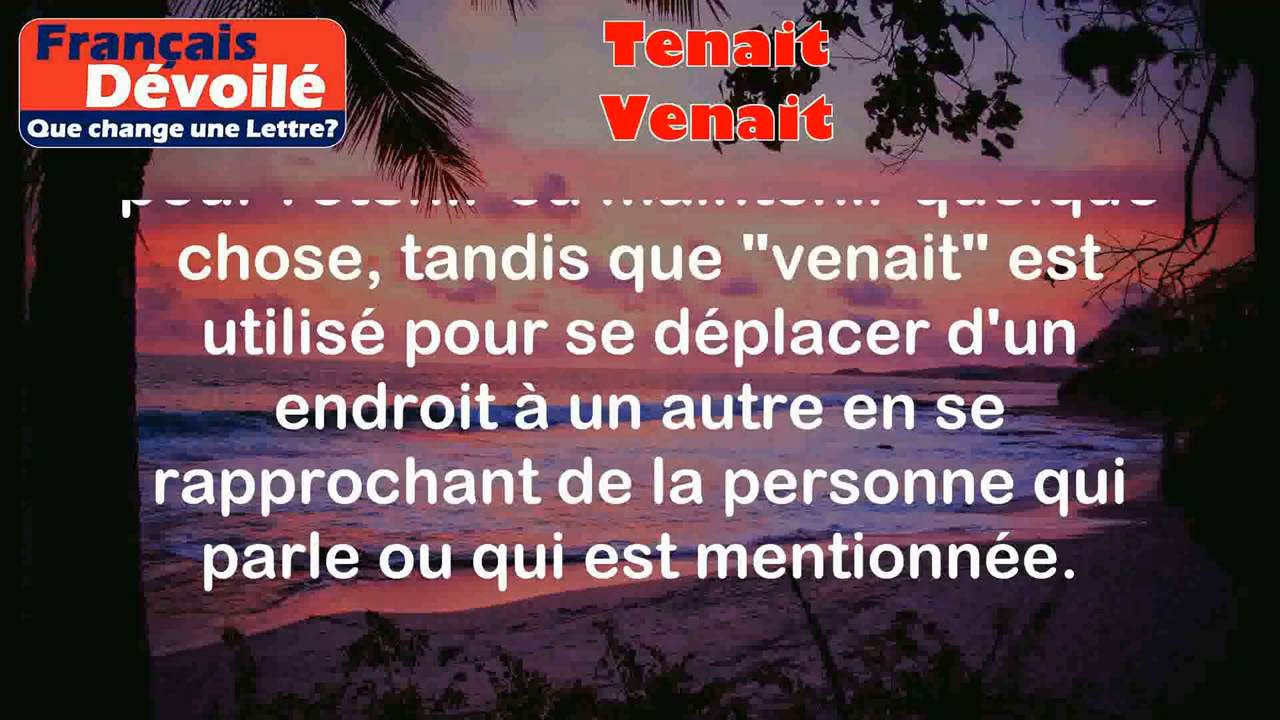 Français
Dévoilé
Que change une Lettre?
Tenait
Venait
chose, tandis que "venait" est
utilisé pour se déplacer d'un
endroit à un autre en se
rapprochant de la personne qui
parle ou qui est mentionnée.